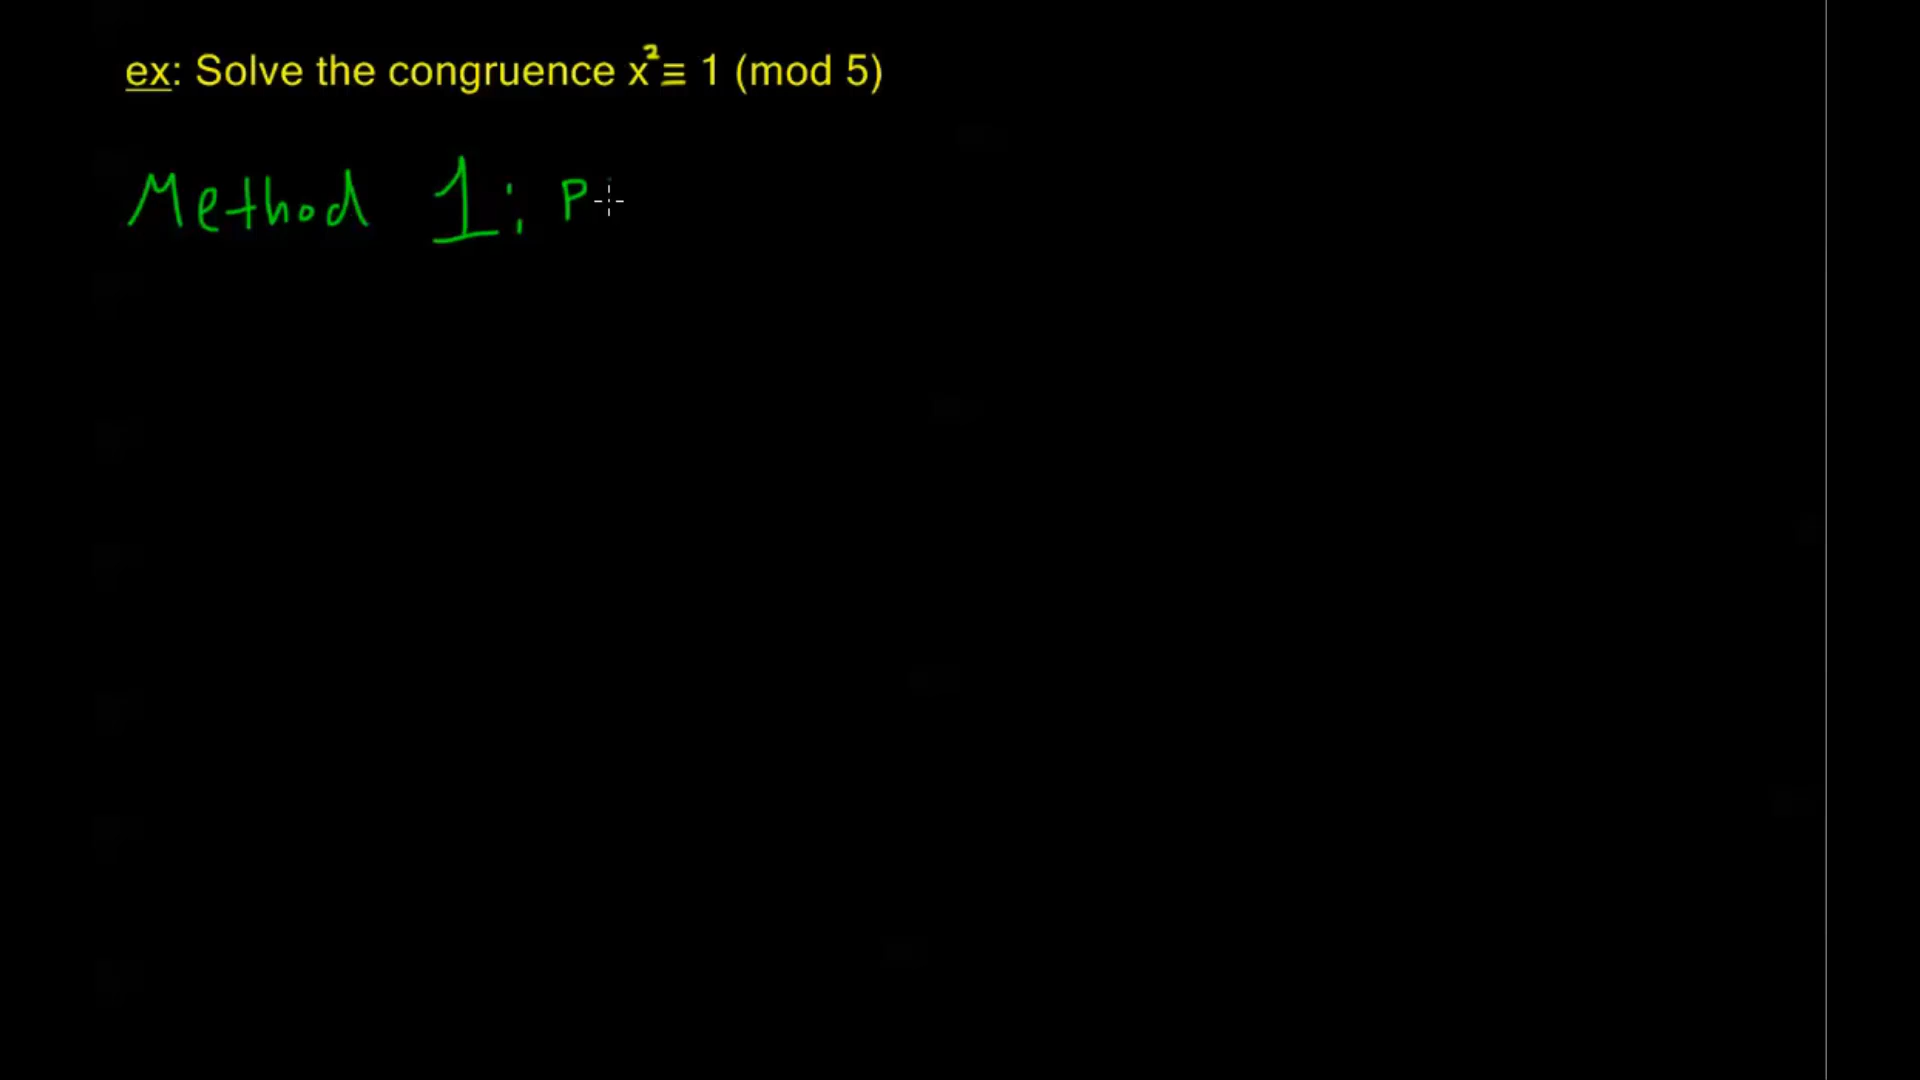 ex: Solve the congruence x² ≡ 1 (mod 5)
Method 1: P